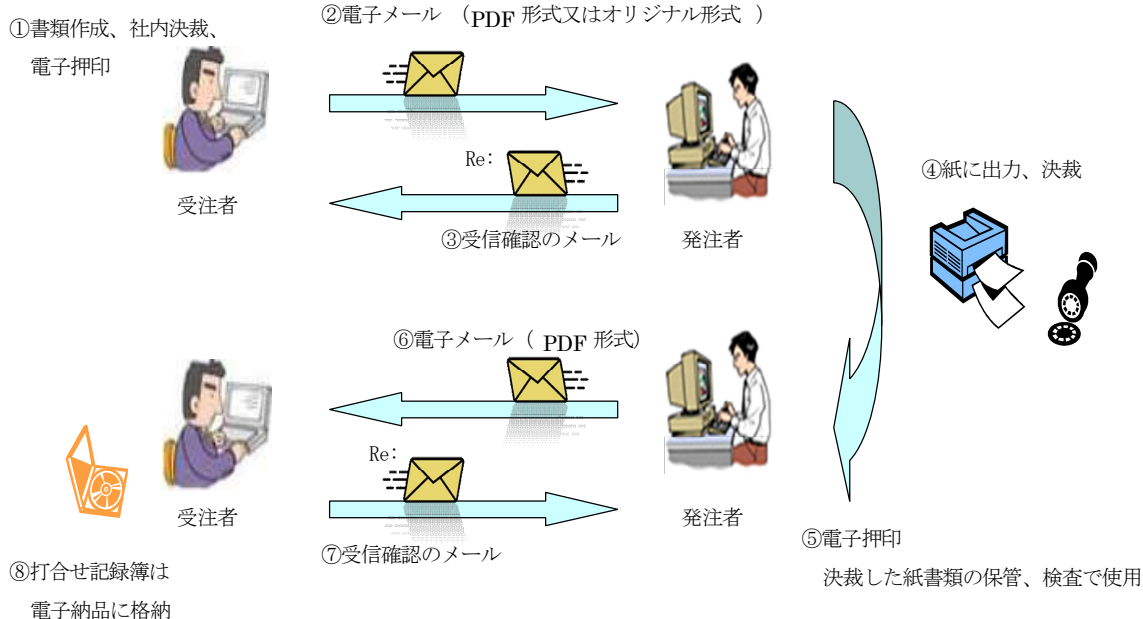 ①書類作成、社内決裁、
電子押印
②電子メール （PDF 形式又はオリジナル形式 ）
Re:
受注者
③受信確認のメール
発注者
④紙に出力、決裁
⑥電子メール（ PDF 形式）
Re:
受注者
発注者
⑦受信確認のメール
⑤電子押印
決裁した紙書類の保管、検査で使用
⑧打合せ記録簿は
電子納品に格納